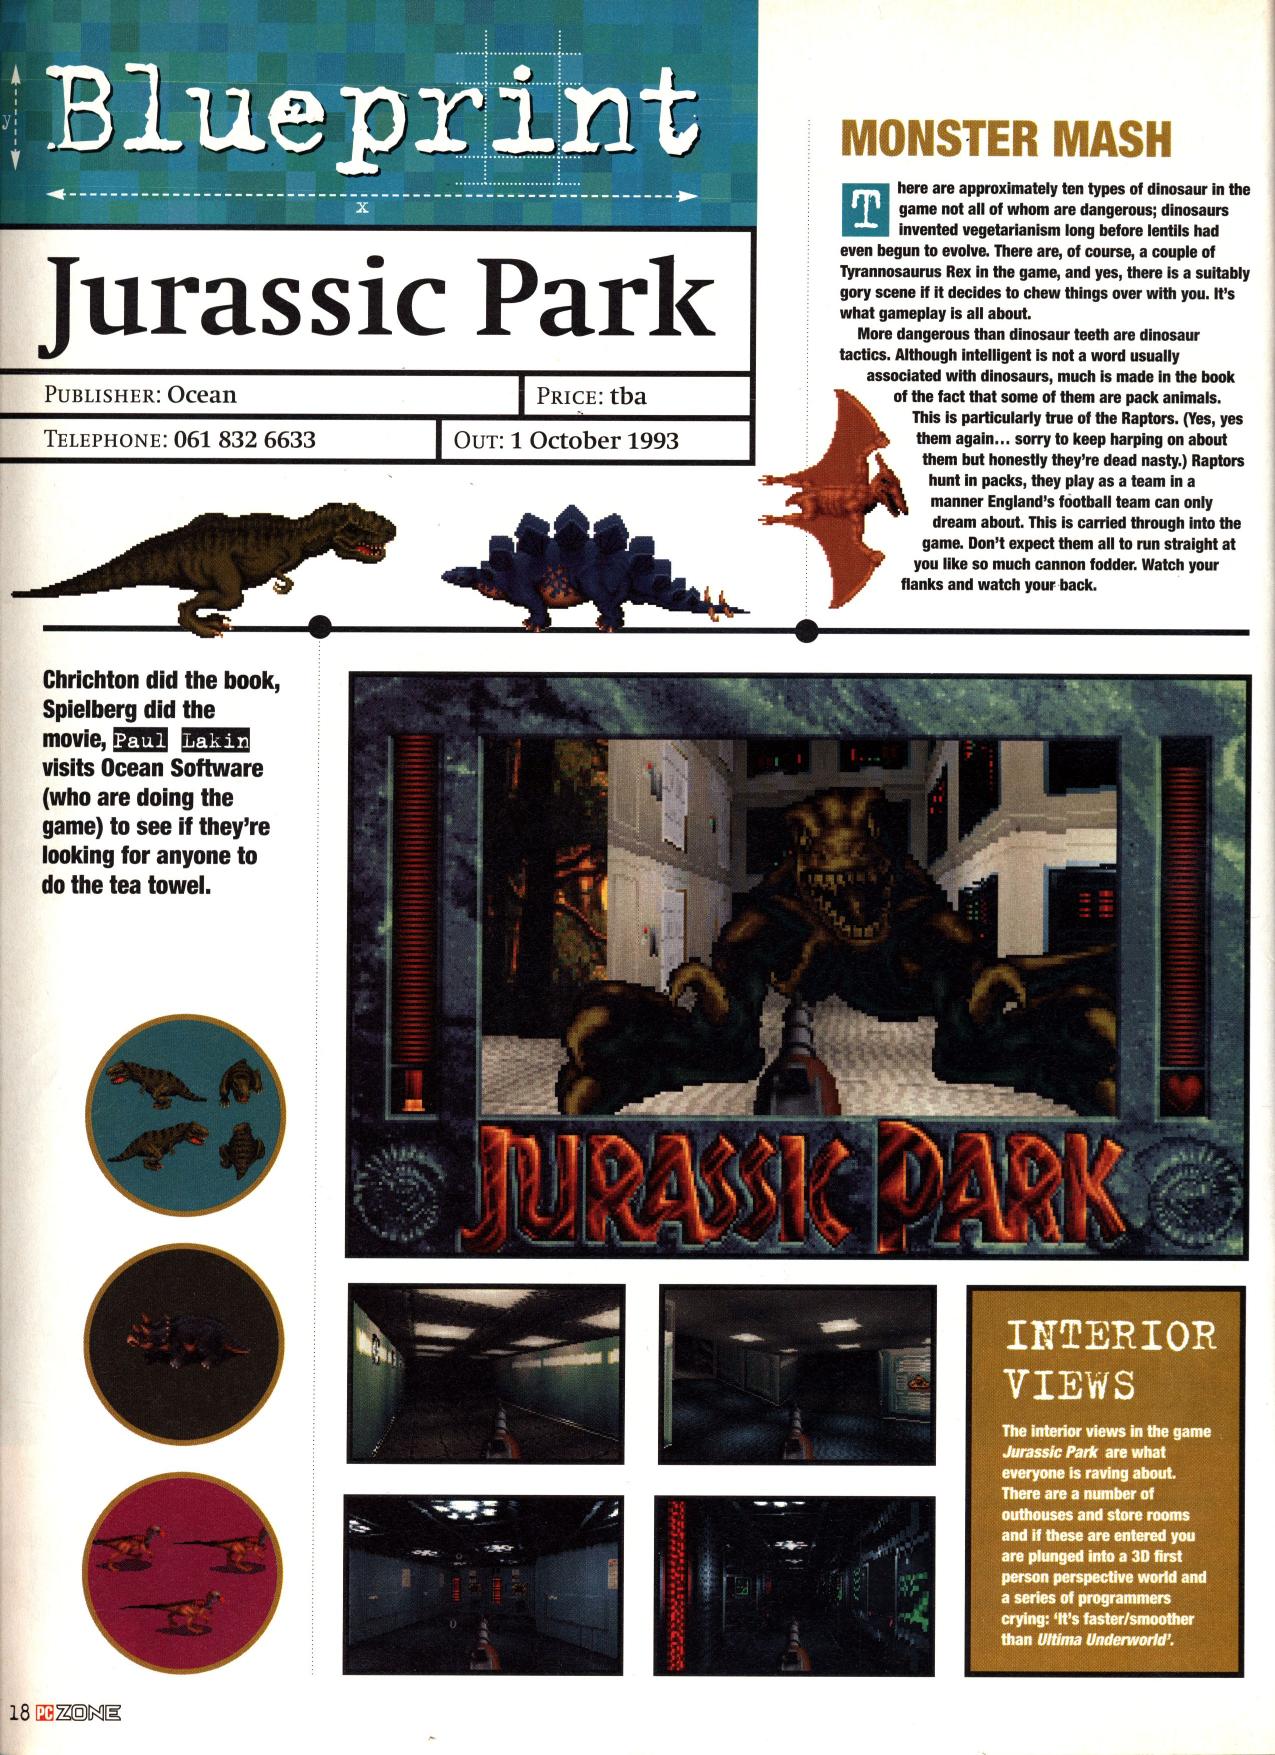 Blueprint
y
x
Jurassic Park
PUBLISHER: Ocean
PRICE: tba
TELEPHONE: 061 832 6633
OUT: 1 October 1993
MONSTER MASH
There are approximately ten types of dinosaur in the
game not all of whom are dangerous; dinosaurs
invented vegetarianism long before lentils had
even begun to evolve. There are, of course, a couple of
Tyrannosaurus Rex in the game, and yes, there is a suitably
gory scene if it decides to chew things over with you. It's
what gameplay is all about.
More dangerous than dinosaur teeth are dinosaur
tactics. Although intelligent is not a word usually
associated with dinosaurs, much is made in the book
of the fact that some of them are pack animals.
This is particularly true of the Raptors. (Yes, yes
them again... sorry to keep harping on about
them but honestly they're dead nasty.) Raptors
hunt in packs, they play as a team in a
manner England's football team can only
dream about. This is carried through into the
game. Don't expect them all to run straight at
you like so much cannon fodder. Watch your
flanks and watch your back.
Chrichton did the book,
Spielberg did the
movie, Paul Lakin
visits Ocean Software
(who are doing the
game) to see if they're
looking for anyone to
do the tea towel.
JURASSIC PARK
INTERIOR
VIEWS
The interior views in the game
Jurassic Park are what
everyone is raving about.
There are a number of
outhouses and store rooms
and if these are entered you
are plunged into a 3D first
person perspective world and
a series of programmers
crying: 'It's faster/smoother
than Ultima Underworld'.
18 PC ZONE